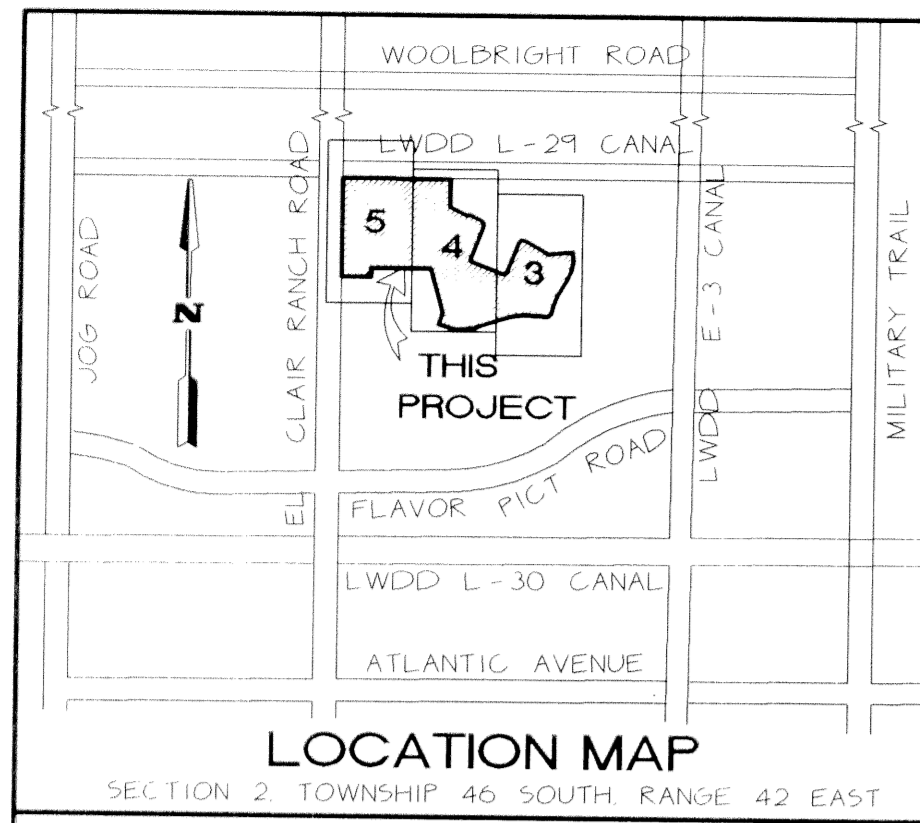 WOOLBRIGHT ROAD
LWDD L-29 CANAL
JOG ROAD
EL CLAIR RANCH ROAD
5
4
3
LWDD E-3 CANAL
MILITARY TRAIL
N
THIS
PROJECT
FLAVOR PICT ROAD
LWDD L-30 CANAL
ATLANTIC AVENUE
LOCATION MAP
SECTION 2, TOWNSHIP 46 SOUTH, RANGE 42 EAST